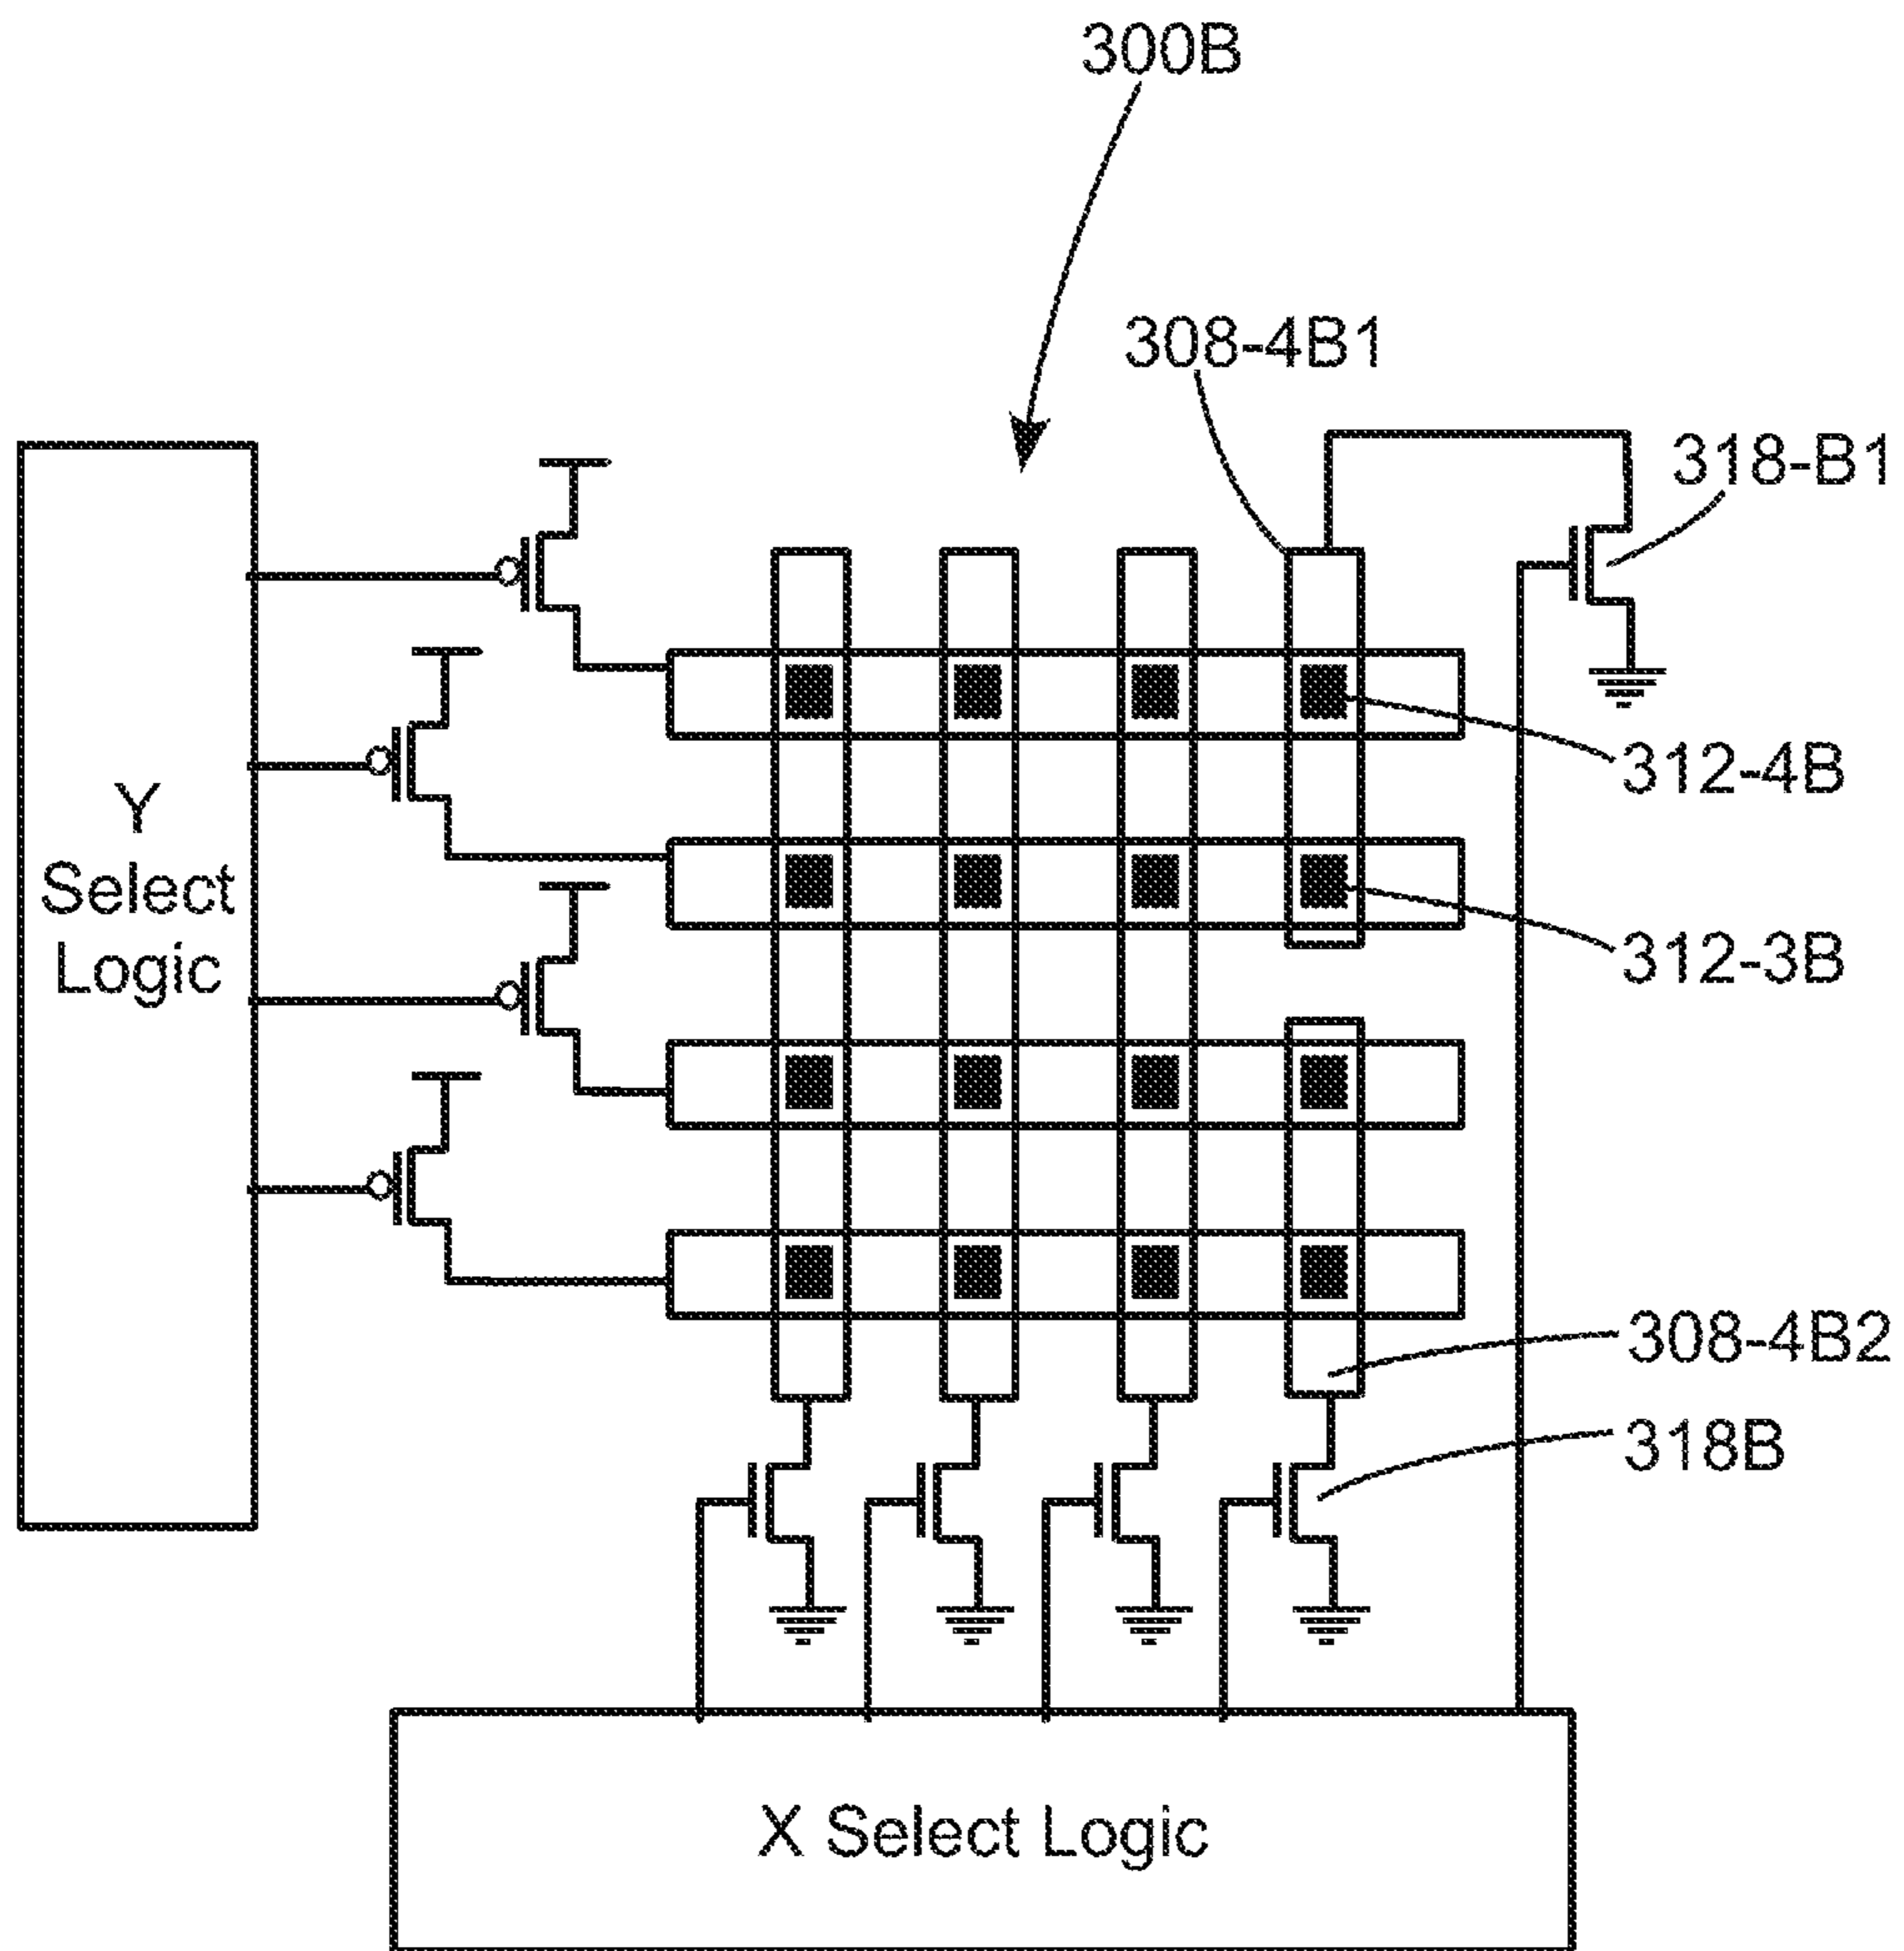 300B
308-4B1
318-B1
312-4B
Y
Select
Logic
312-3B
308-4B2
318B
X Select Logic